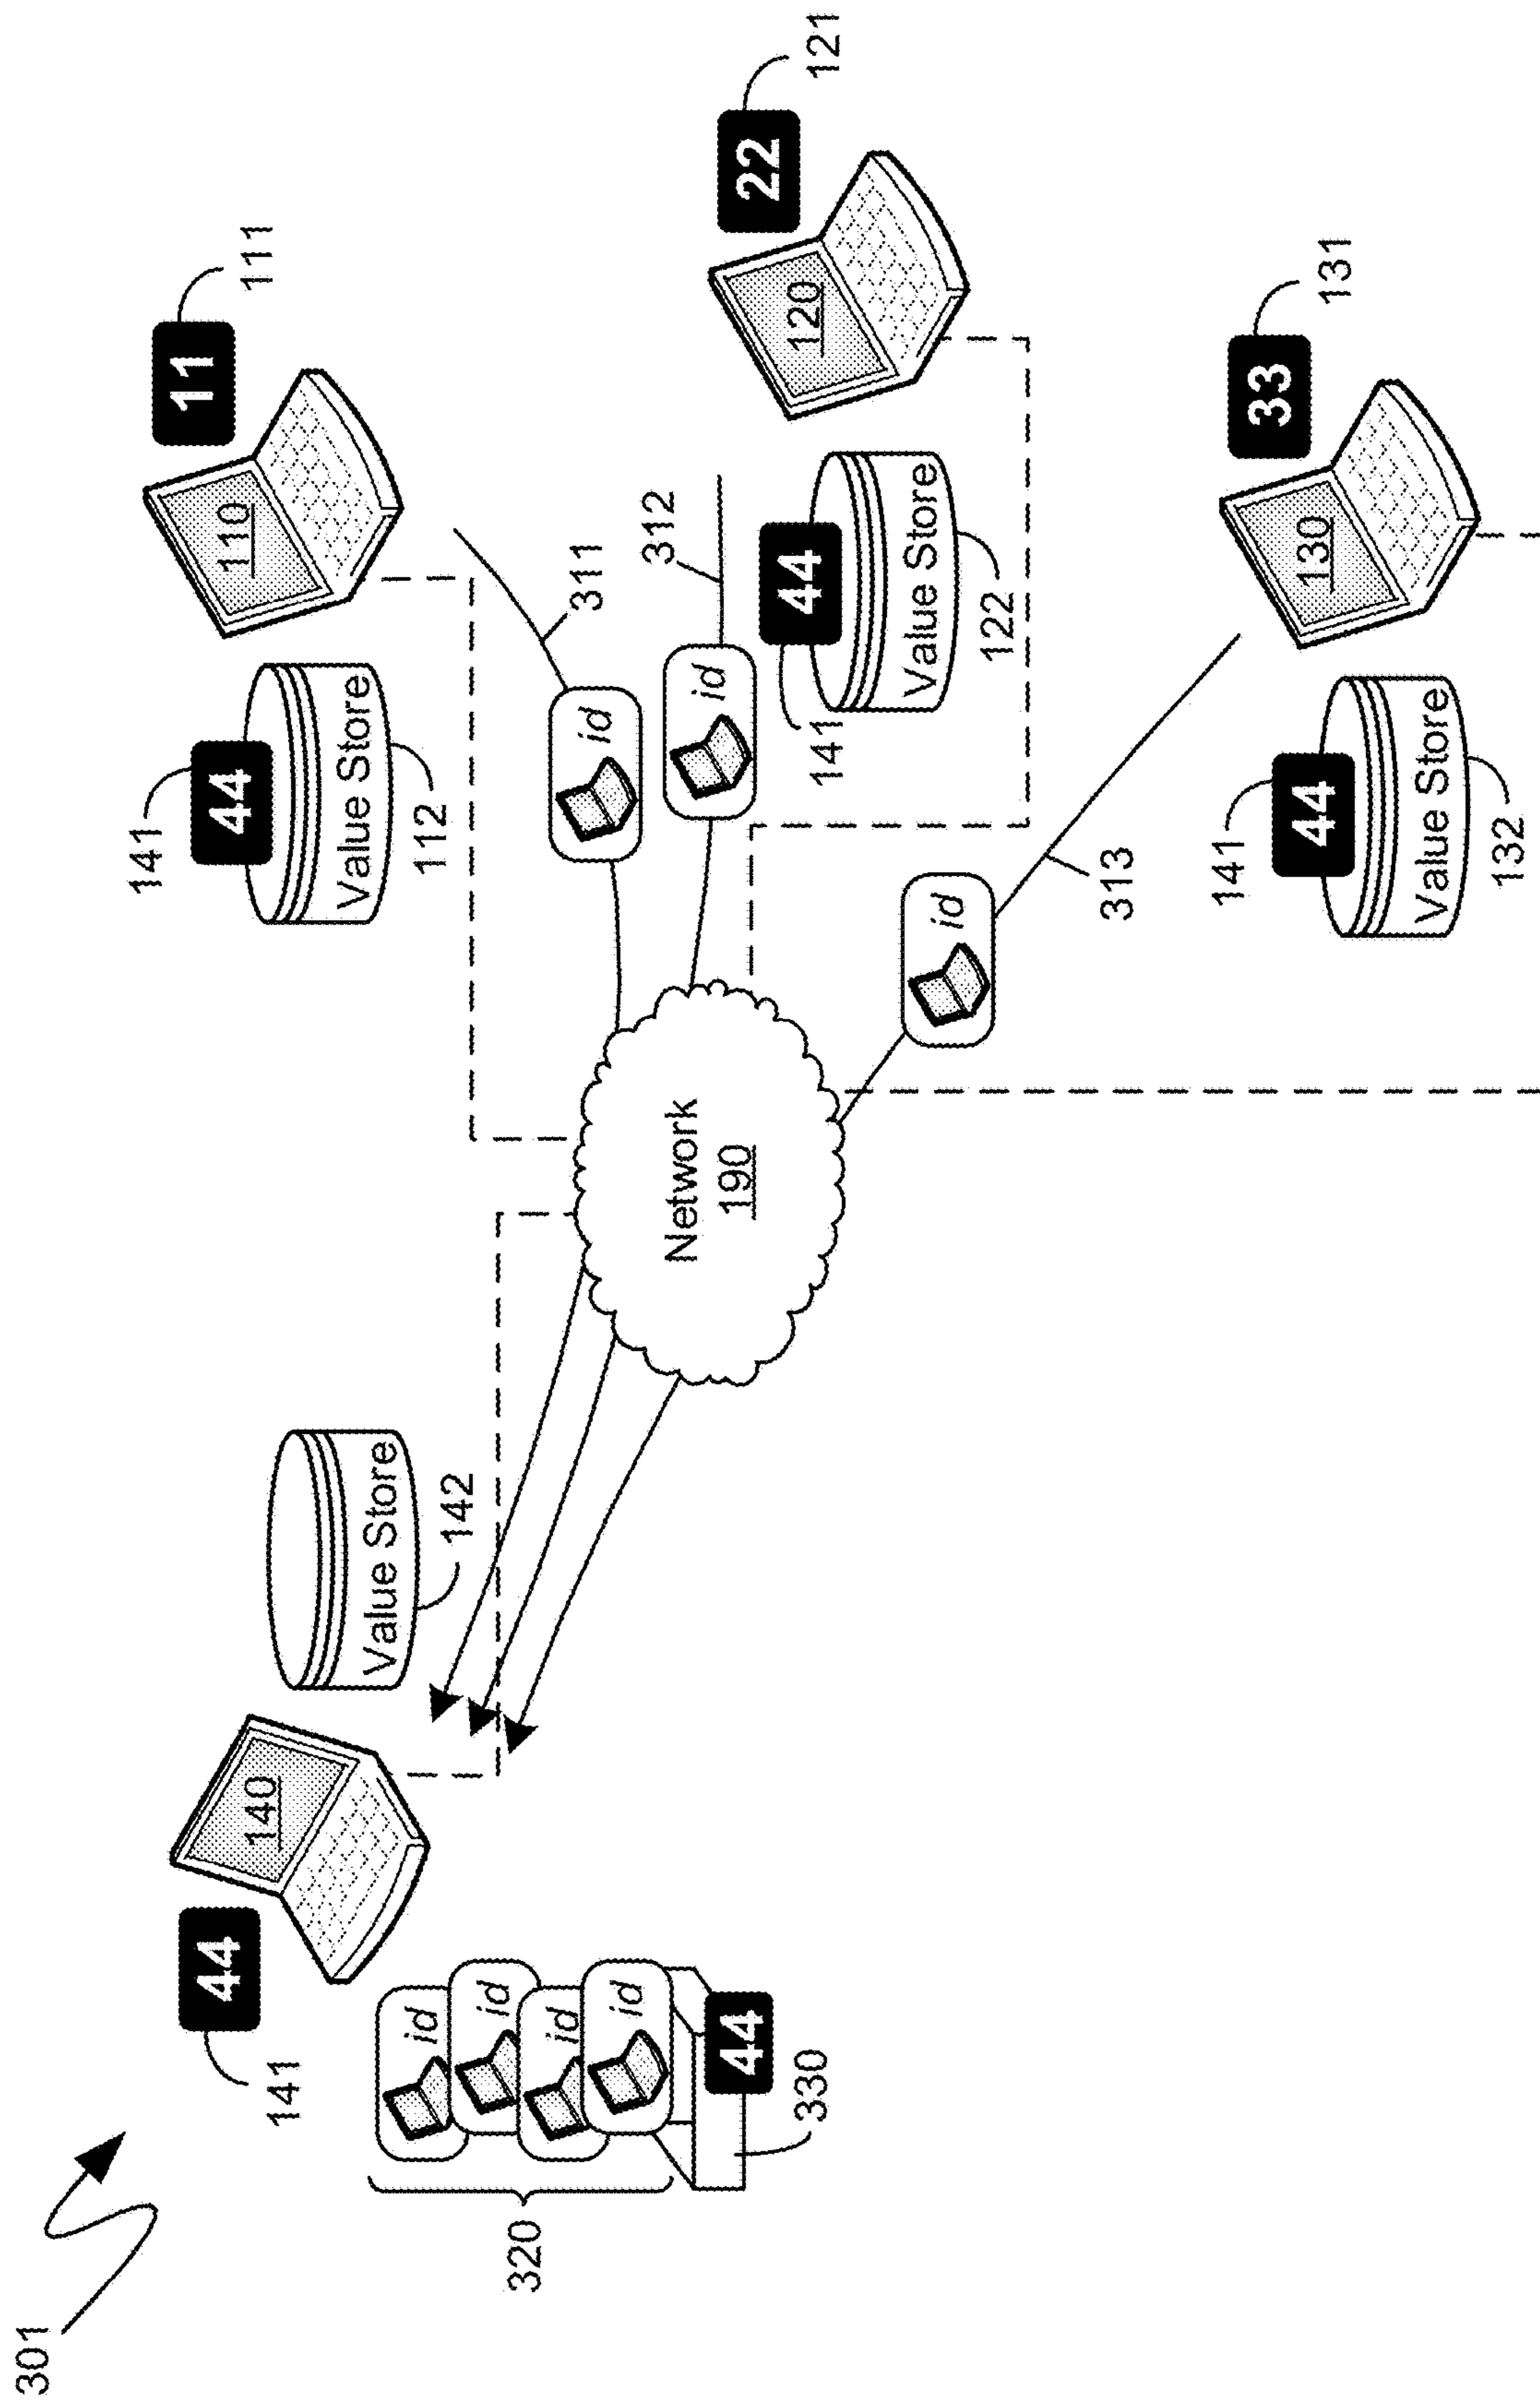 301
141
44
140
Value Store
142
320
id
id
id
id
44
330
Network
190
141
44
Value Store
112
110
11
111
id
311
id
312
141
44
Value Store
122
120
22
121
id
313
141
44
Value Store
132
130
33
131